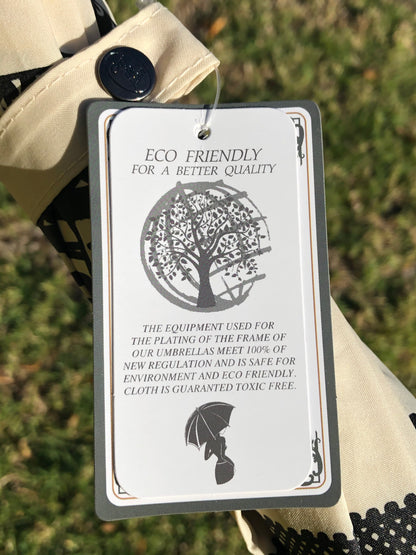 ECO FRIENDLY
FOR A BETTER QUALITY
THE EQUIPMENT USED FOR
THE PLATING OF THE FRAME OF
OUR UMBRELLAS MEET 100% OF
NEW REGULATION AND IS SAFE FOR
ENVIRONMENT AND ECO FRIENDLY.
CLOTH IS GUARANTED TOXIC FREE.